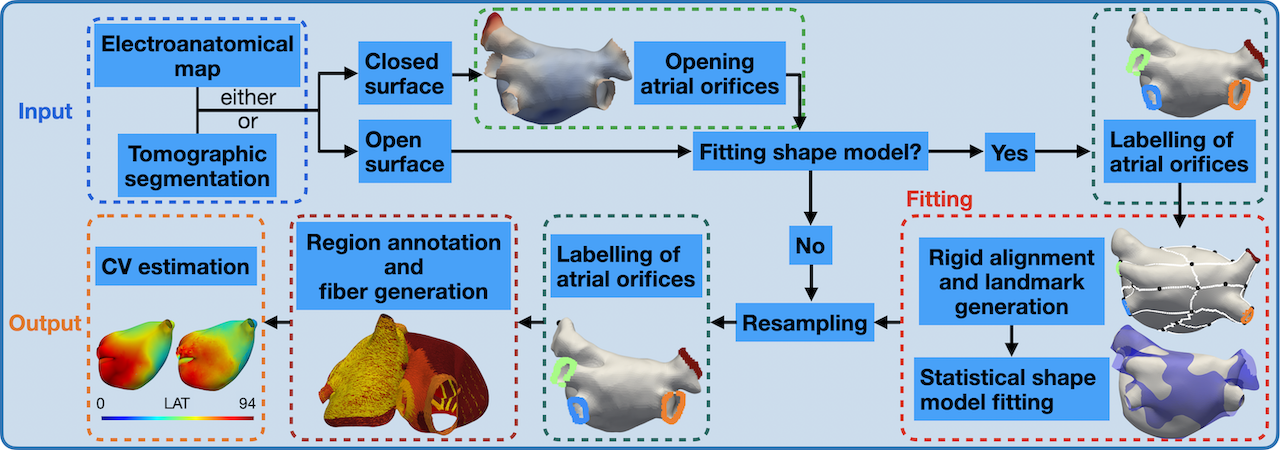 Input
Electroanatomical
map
either
or
Tomographic
segmentation
Closed
surface
Open
surface
Opening
atrial orifices
Fitting shape model?
Yes
No
Labelling of
atrial orifices
Fitting
Rigid alignment
and landmark
generation
Statistical shape
model fitting
Resampling
Labelling of
atrial orifices
Region annotation
and
fiber generation
Output
CV estimation
0 LAT 94